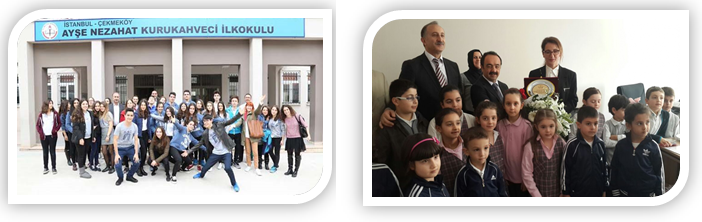 İSTANBUL - ÇEKMEKÖY
AYŞE NEZAHAT KURUKAHVECİ İLKOKULU